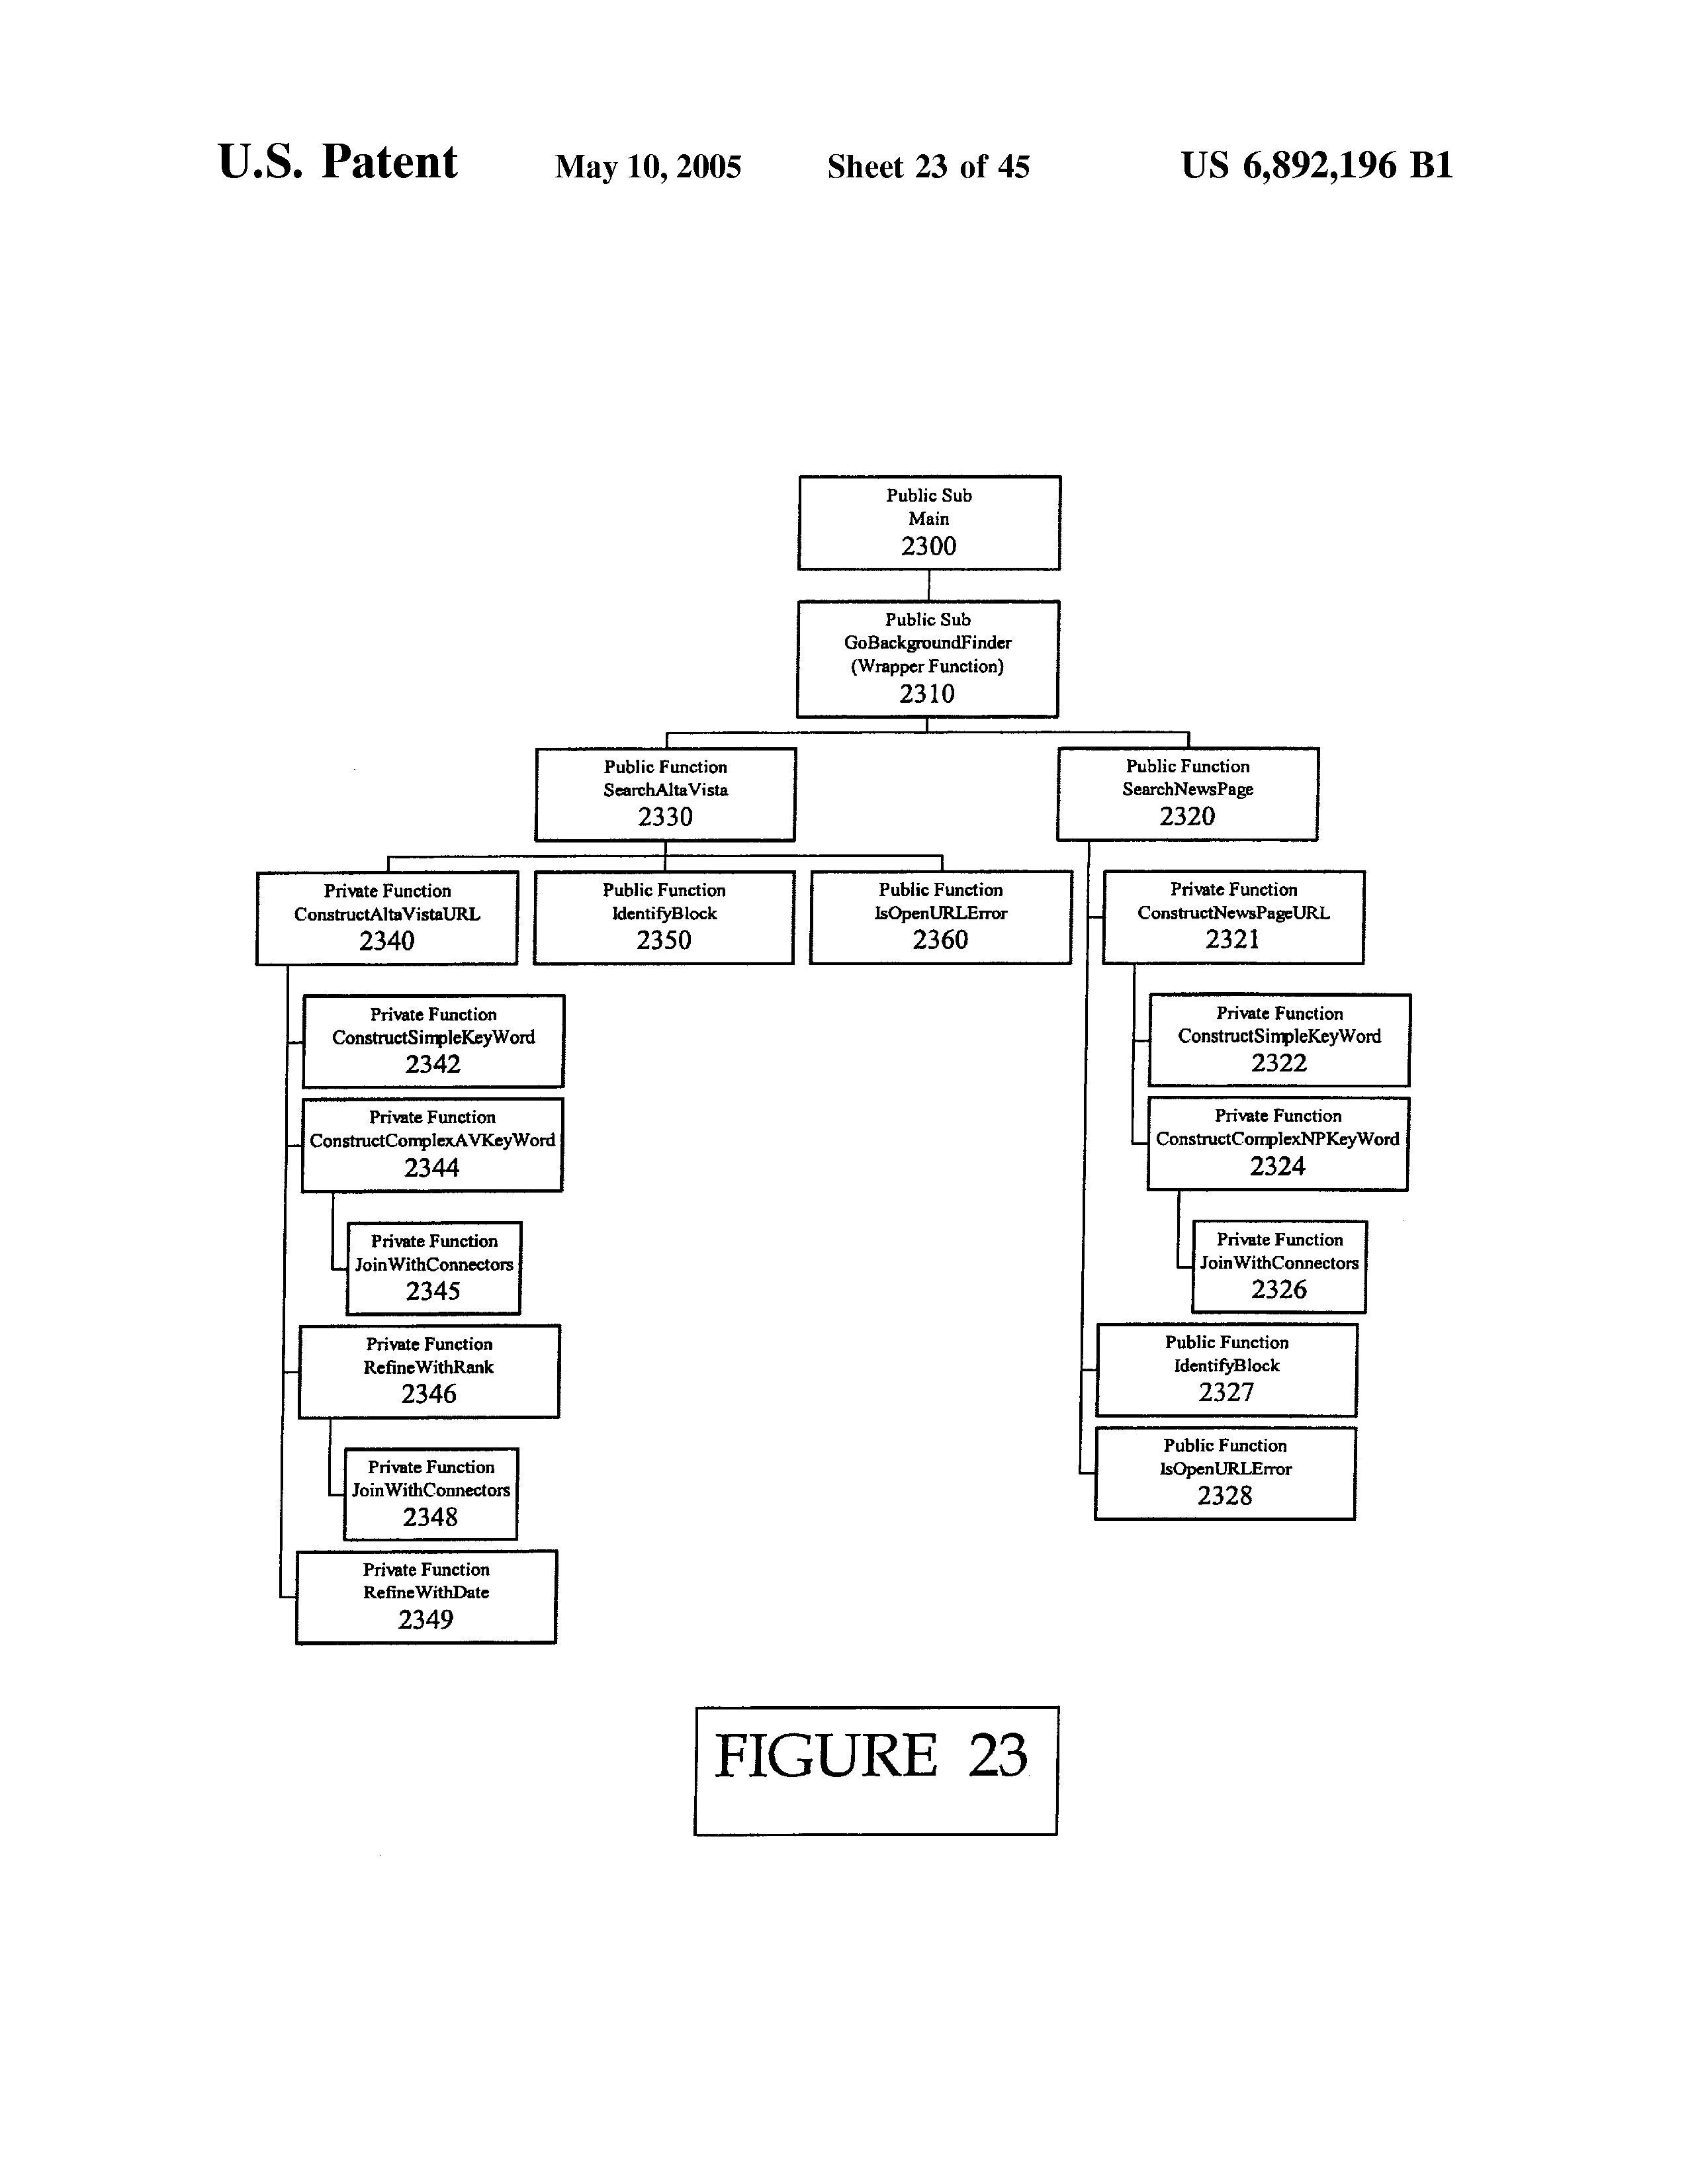 U.S. Patent May 10, 2005 Sheet 23 of 45 US 6,892,196 B1
Public Sub
Main
2300
Public Sub
GoBackgroundFinder
(Wrapper Function)
2310
Public Function
SearchAltaVista
2330
Public Function
SearchNewsPage
2320
Private Function
ConstructAltaVistaURL
2340
Public Function
IdentifyBlock
2350
Public Function
IsOpenURLError
2360
Private Function
ConstructNewsPageURL
2321
Private Function
ConstructSimpleKeyWord
2342
Private Function
ConstructComplexAVKeyWord
2344
Private Function
JoinWithConnectors
2345
Private Function
RefineWithRank
2346
Private Function
JoinWithConnectors
2348
Private Function
RefineWithDate
2349
Private Function
ConstructSimpleKeyWord
2322
Private Function
ConstructComplexNPKeyWord
2324
Private Function
JoinWithConnectors
2326
Public Function
IdentifyBlock
2327
Public Function
IsOpenURLError
2328
FIGURE 23